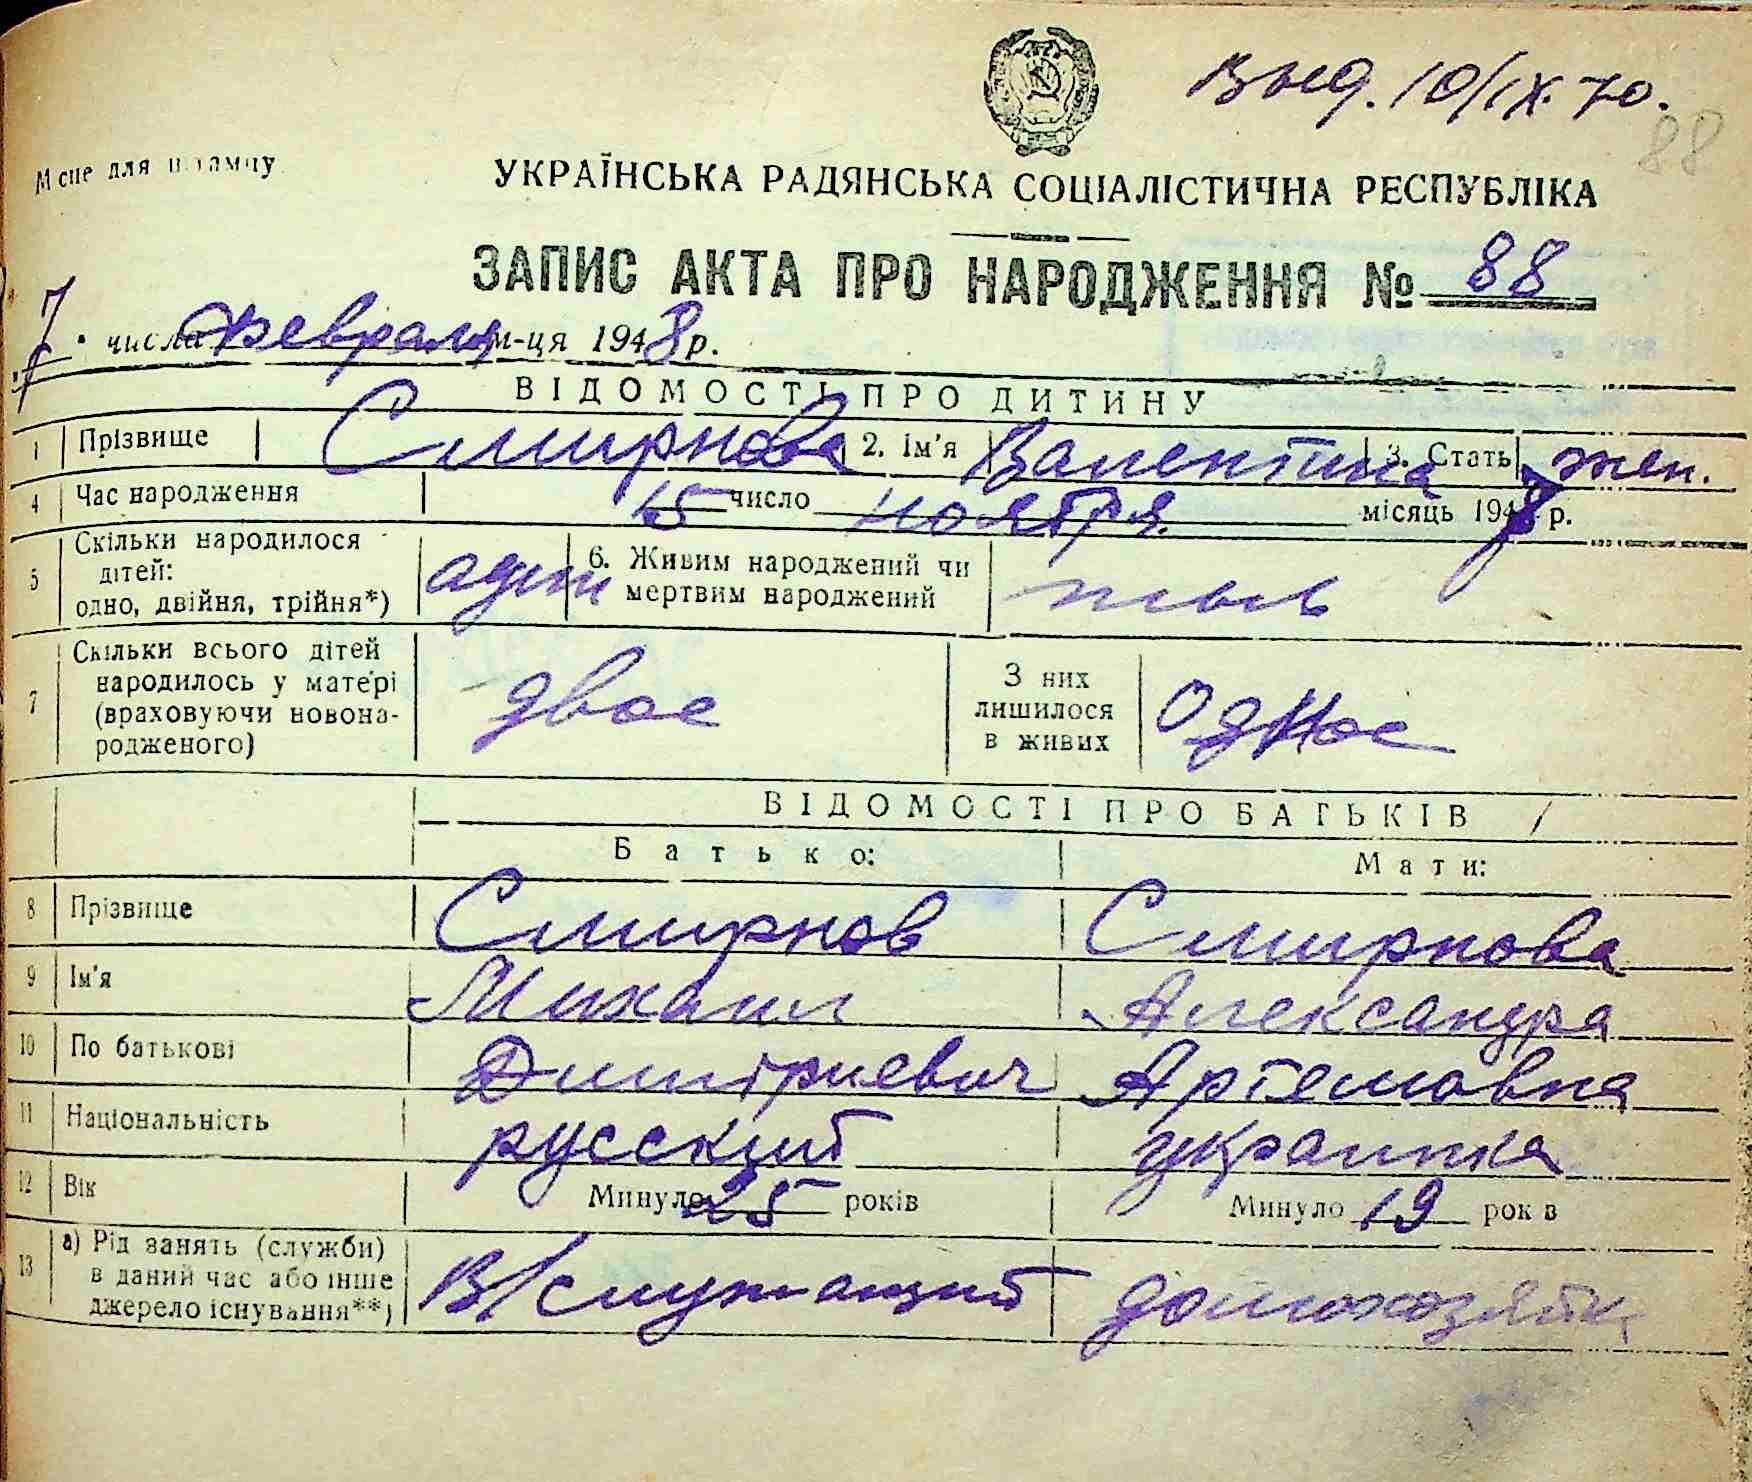 Выд. 10/IX-70.
88
Місце для штампу
УКРАЇНСЬКА РАДЯНСЬКА СОЦІАЛІСТИЧНА РЕСПУБЛІКА
ЗАПИС АКТА ПРО НАРОДЖЕННЯ № 88
„7" числа февраля м-ця 1948 р.
ВІДОМОСТІ ПРО ДИТИНУ
1 Прізвище Смирнова 2. Ім'я Валентина 3. Стать жен.
4 Час народження 15 число ноября. місяць 1947 р.
5 Скільки народилося дітей: одно, двійня, трійня*) один 6. Живим народжений чи мертвим народжений жив
7 Скільки всього дітей народилось у матері (враховуючи новонародженого) двое З них лишилося в живих Одное
ВІДОМОСТІ ПРО БАТЬКІВ
Батько: Мати:
8 Прізвище Смирнов Смирнова
9 Ім'я Михаил Александра
10 По батькові Дмитриевич Артемовна
11 Національність русский украинка
12 Вік Минуло 25 років Минуло 19 років
13 а) Рід занять (служби) в даний час або інше джерело існування**) В/служащий домохозяйка